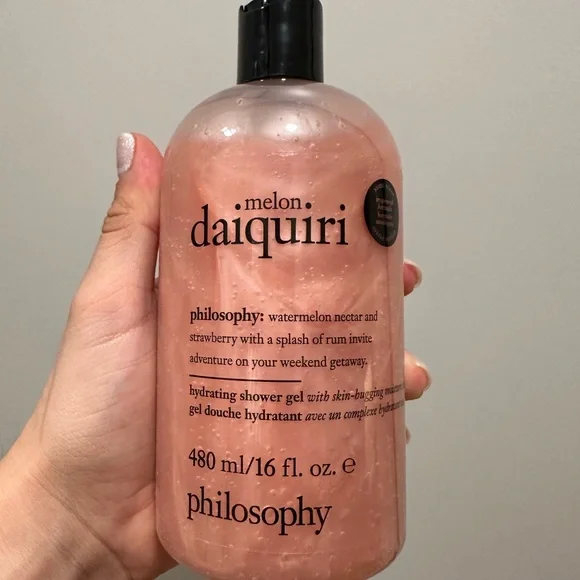 melon
daiquiri
philosophy: watermelon nectar and
strawberry with a splash of rum invite
adventure on your weekend getaway.
hydrating shower gel with skin-hugging
gel douche hydratant avec un complexe
480 ml/16 fl. oz. e
philosophy